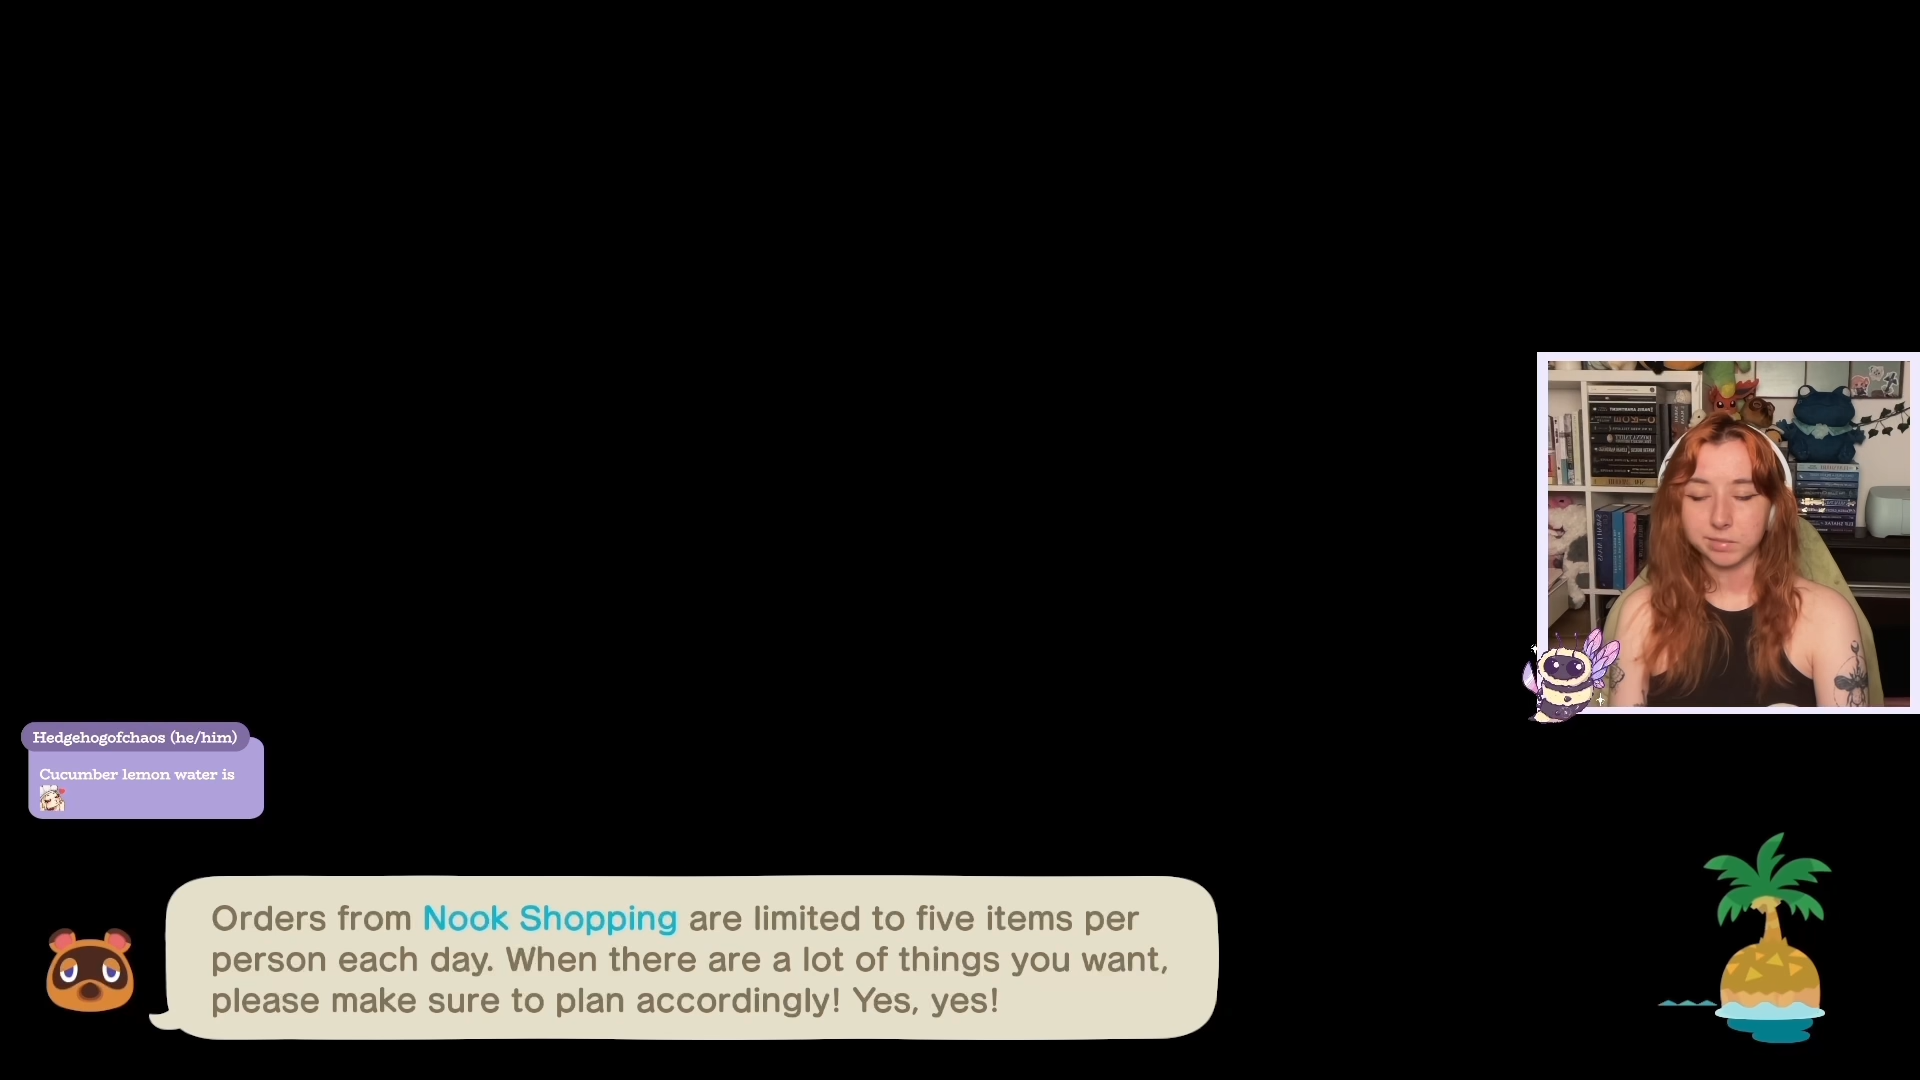 Hedgehogofchaos (he/him)
Cucumber lemon water is
Orders from Nook Shopping are limited to five items per
person each day. When there are a lot of things you want,
please make sure to plan accordingly! Yes, yes!